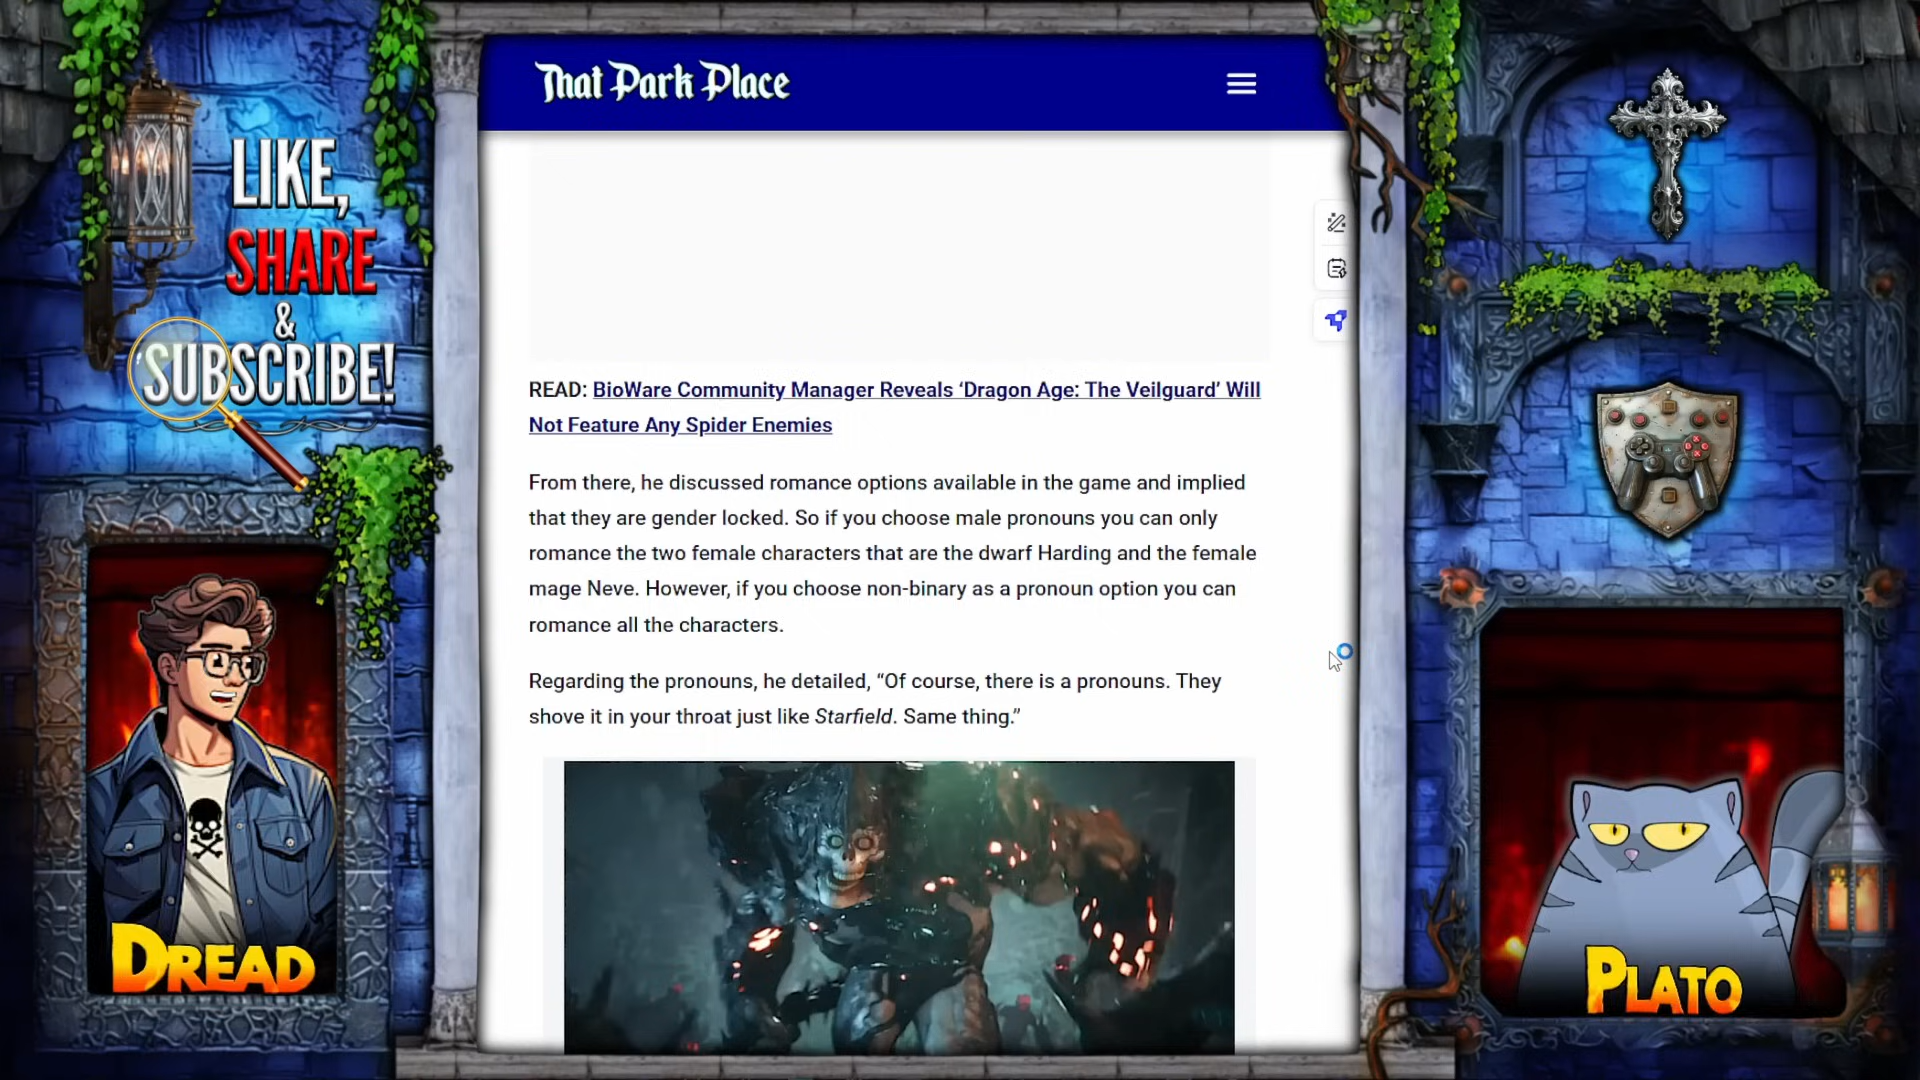 LIKE,
SHARE
&
SUBSCRIBE!
DREAD
That Park Place
READ: BioWare Community Manager Reveals ‘Dragon Age: The Veilguard’ Will
Not Feature Any Spider Enemies
From there, he discussed romance options available in the game and implied
that they are gender locked. So if you choose male pronouns you can only
romance the two female characters that are the dwarf Harding and the female
mage Neve. However, if you choose non-binary as a pronoun option you can
romance all the characters.
Regarding the pronouns, he detailed, “Of course, there is a pronouns. They
shove it in your throat just like Starfield. Same thing.”
PLATO